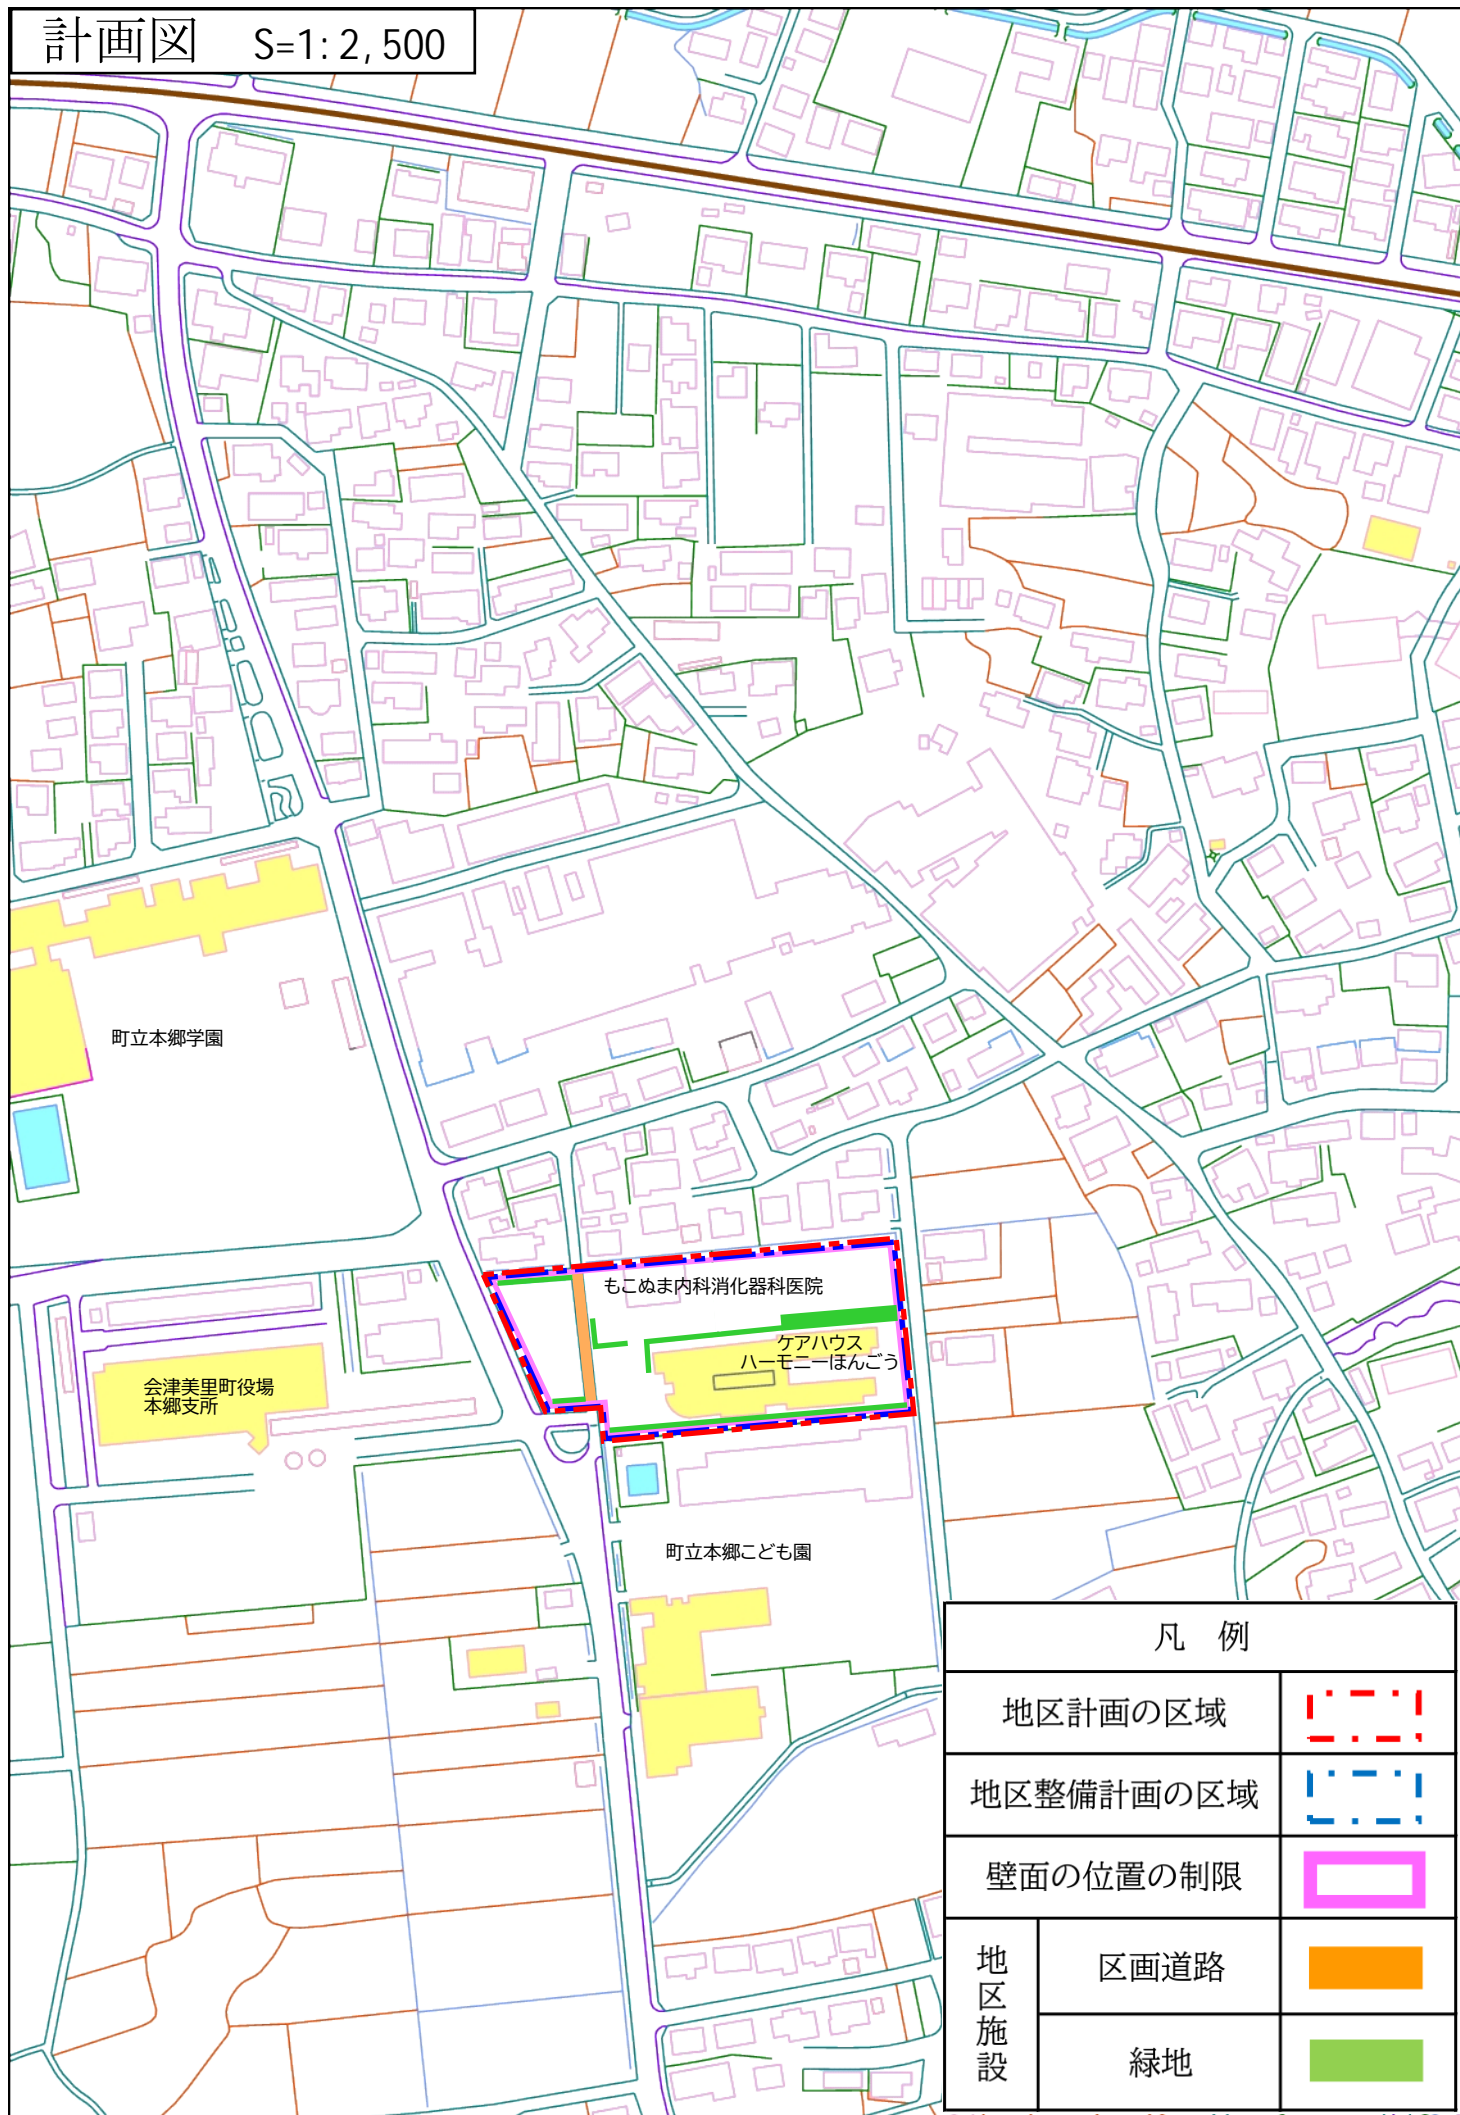 計画図 S=1:2,500
町立本郷学園
もこぬま内科消化器科医院
ケアハウス
ハーモニーほんごう
会津美里町役場
本郷支所
町立本郷こども園
凡 例
地区計画の区域
地区整備計画の区域
壁面の位置の制限
地区施設
区画道路
緑地